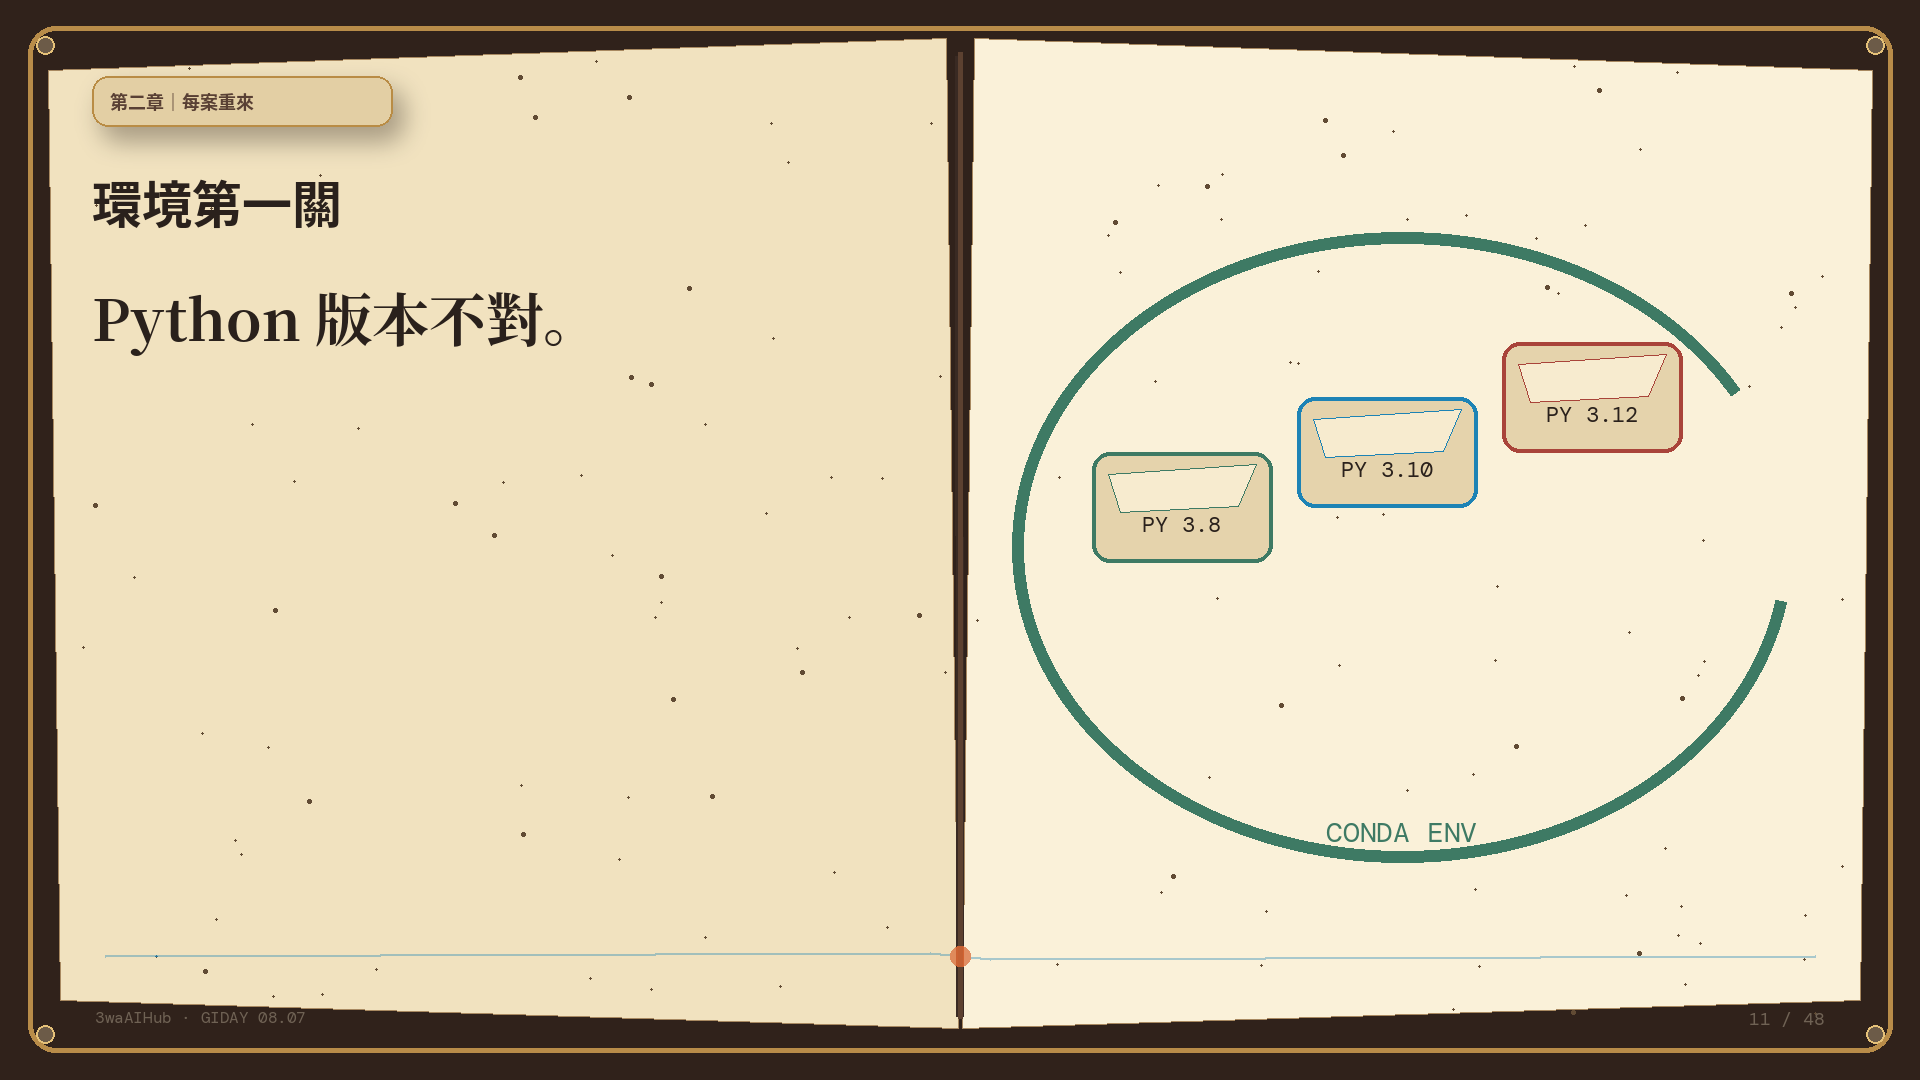 第二章｜每案重來
環境第一關
Python 版本不對。
PY 3.12
PY 3.10
PY 3.8
CONDA ENV
3waAIHub · GIDAY 08.07
11 / 48